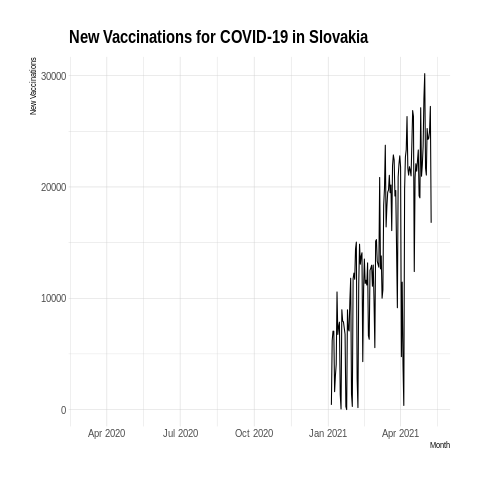 New Vaccinations for COVID-19 in Slovakia
New Vaccinations
30000
20000
10000
0
Apr 2020 Jul 2020 Oct 2020 Jan 2021 Apr 2021
Month